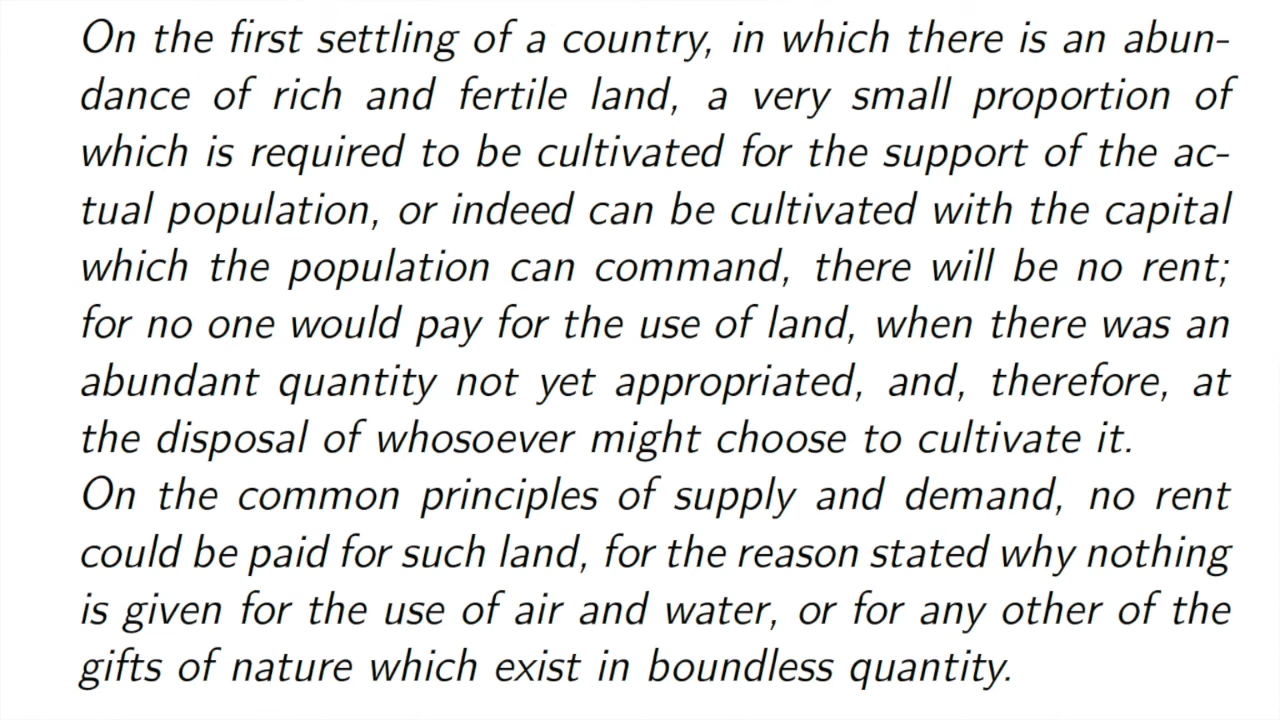 On the first settling of a country, in which there is an abun-
dance of rich and fertile land, a very small proportion of
which is required to be cultivated for the support of the ac-
tual population, or indeed can be cultivated with the capital
which the population can command, there will be no rent;
for no one would pay for the use of land, when there was an
abundant quantity not yet appropriated, and, therefore, at
the disposal of whosoever might choose to cultivate it.
On the common principles of supply and demand, no rent
could be paid for such land, for the reason stated why nothing
is given for the use of air and water, or for any other of the
gifts of nature which exist in boundless quantity.